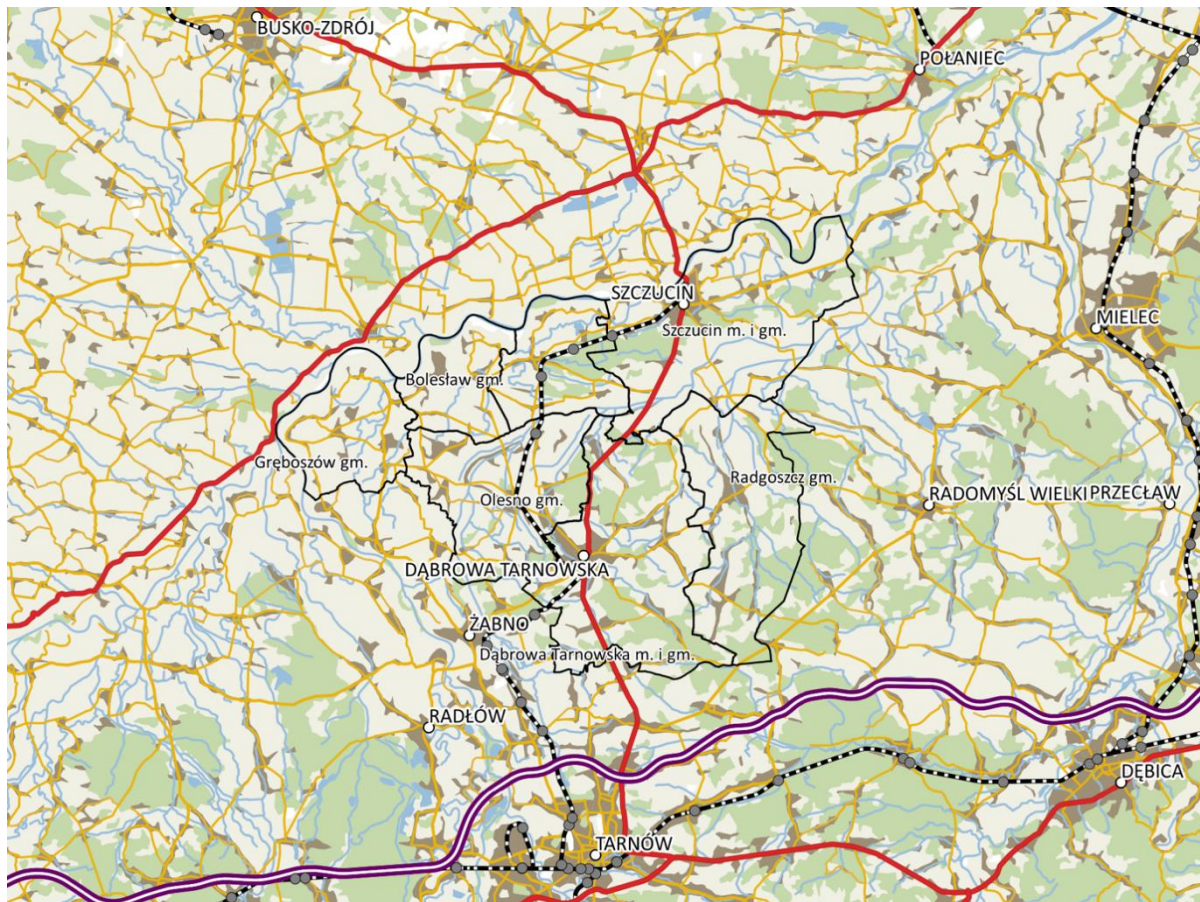 BUSKO-ZDRÓJ
POŁANIEC
SZCZUCIN
Szczucin m. i gm.
MIELEC
Bolesław gm.
Gręboszów gm.
Radgoszcz gm.
Olesno gm.
RADOMYŚL WIELKI
PRZECŁAW
DĄBROWA TARNOWSKA
ŻABNO
Dąbrowa Tarnowska m. i gm.
RADŁÓW
DĘBICA
TARNÓW